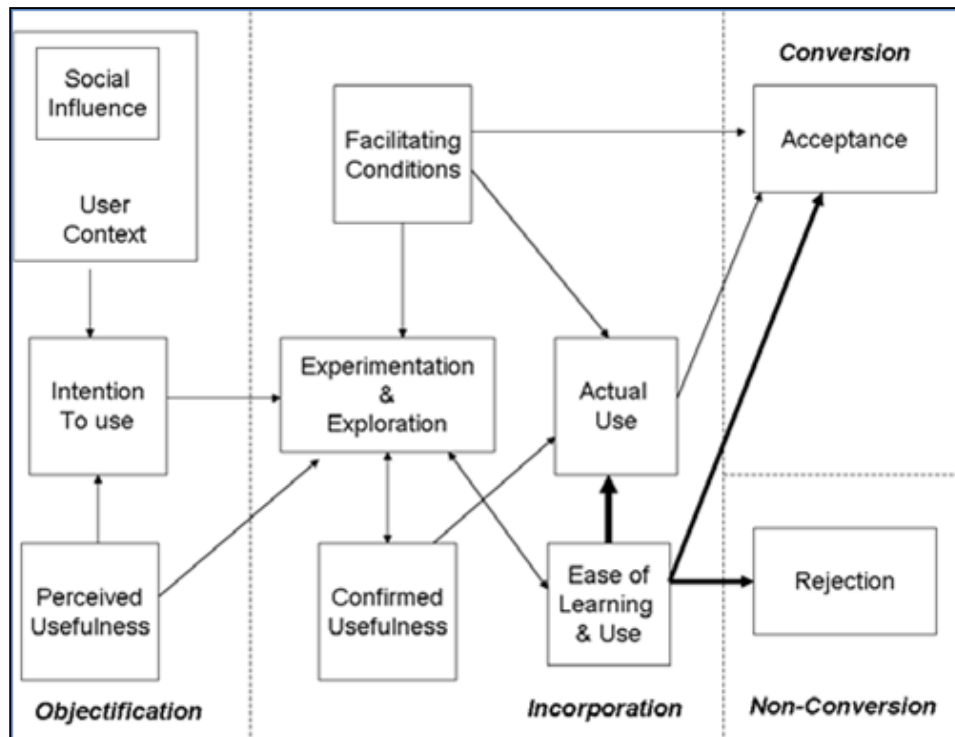 Conversion
Social
Influence
User
Context
Facilitating
Conditions
Acceptance
Intention
To use
Experimentation
&
Exploration
Actual
Use
Perceived
Usefulness
Confirmed
Usefulness
Ease of
Learning
& Use
Rejection
Objectification
Incorporation
Non-Conversion